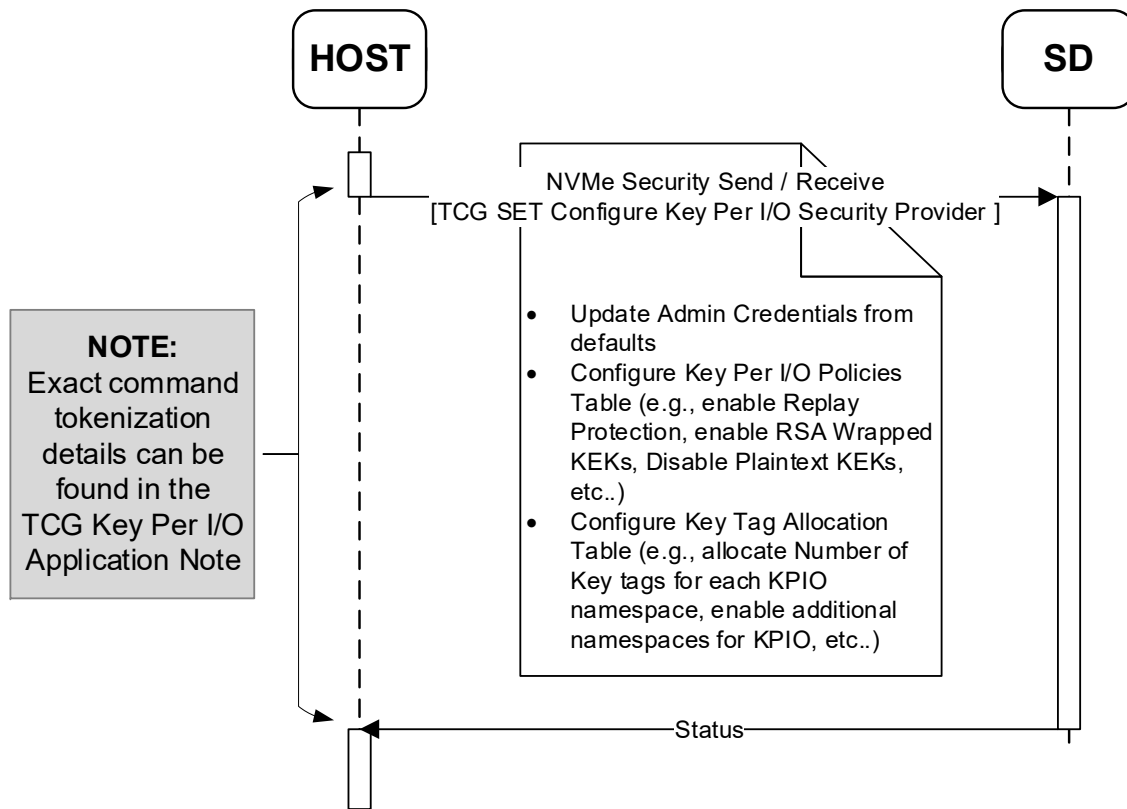 HOST
SD
NVMe Security Send / Receive
[TCG SET Configure Key Per I/O Security Provider ]
• Update Admin Credentials from
defaults
• Configure Key Per I/O Policies
Table (e.g., enable Replay
Protection, enable RSA Wrapped
KEKs, Disable Plaintext KEKs,
etc..)
• Configure Key Tag Allocation
Table (e.g., allocate Number of
Key tags for each KPIO
namespace, enable additional
namespaces for KPIO, etc..)
NOTE:
Exact command
tokenization
details can be
found in the
TCG Key Per I/O
Application Note
Status